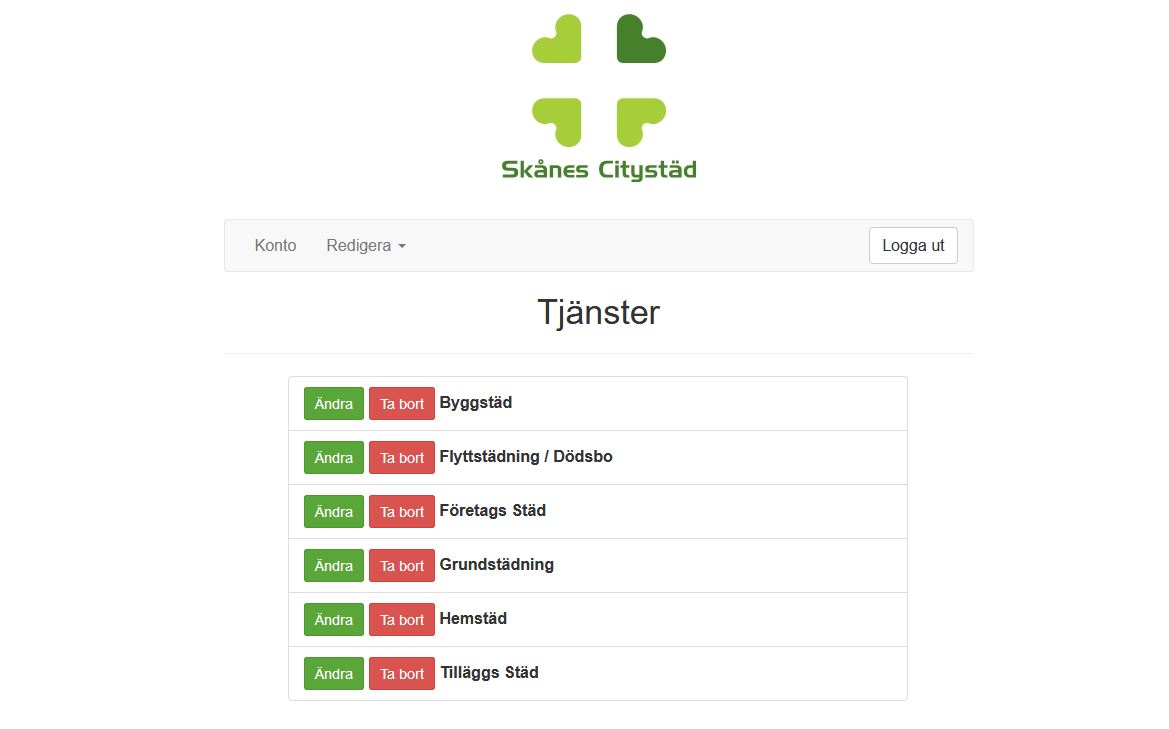 Skånes Citystäd
Konto Redigera Logga ut
Tjänster
Ändra Ta bort Byggstäd
Ändra Ta bort Flyttstädning / Dödsbo
Ändra Ta bort Företags Städ
Ändra Ta bort Grundstädning
Ändra Ta bort Hemstäd
Ändra Ta bort Tilläggs Städ